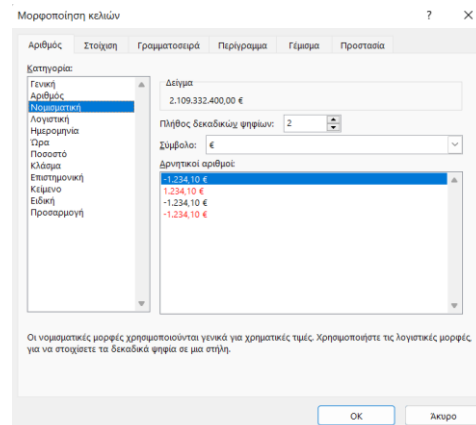 Μορφοποίηση κελιών ? ✕
Αριθμός Στοίχιση Γραμματοσειρά Περίγραμμα Γέμισμα Προστασία
Κατηγορία:
Γενική
Αριθμός
Νομισματική
Λογιστική
Ημερομηνία
Ώρα
Ποσοστό
Κλάσμα
Επιστημονική
Κείμενο
Ειδική
Προσαρμογή
Δείγμα
2.109.332.400,00 €
Πλήθος δεκαδικών ψηφίων: 2
Σύμβολο: €
Αρνητικοί αριθμοί:
-1.234,10 €
1.234,10 €
-1.234,10 €
-1.234,10 €
Οι νομισματικές μορφές χρησιμοποιούνται γενικά για χρηματικές τιμές. Χρησιμοποιήστε τις λογιστικές μορφές,
για να στοιχίσετε τα δεκαδικά ψηφία σε μια στήλη.
OK Άκυρο